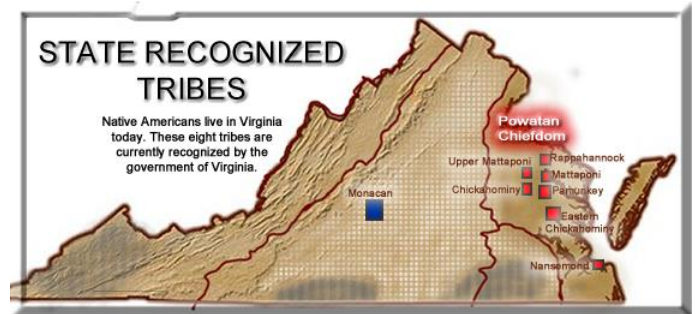 STATE RECOGNIZED
TRIBES
Native Americans live in Virginia
today. These eight tribes are
currently recognized by the
government of Virginia.
Powatan
Chiefdom
Rappahannock
Upper Mattaponi
Mattaponi
Chickahominy
Pamunkey
Monacan
Eastern
Chickahominy
Nansemond